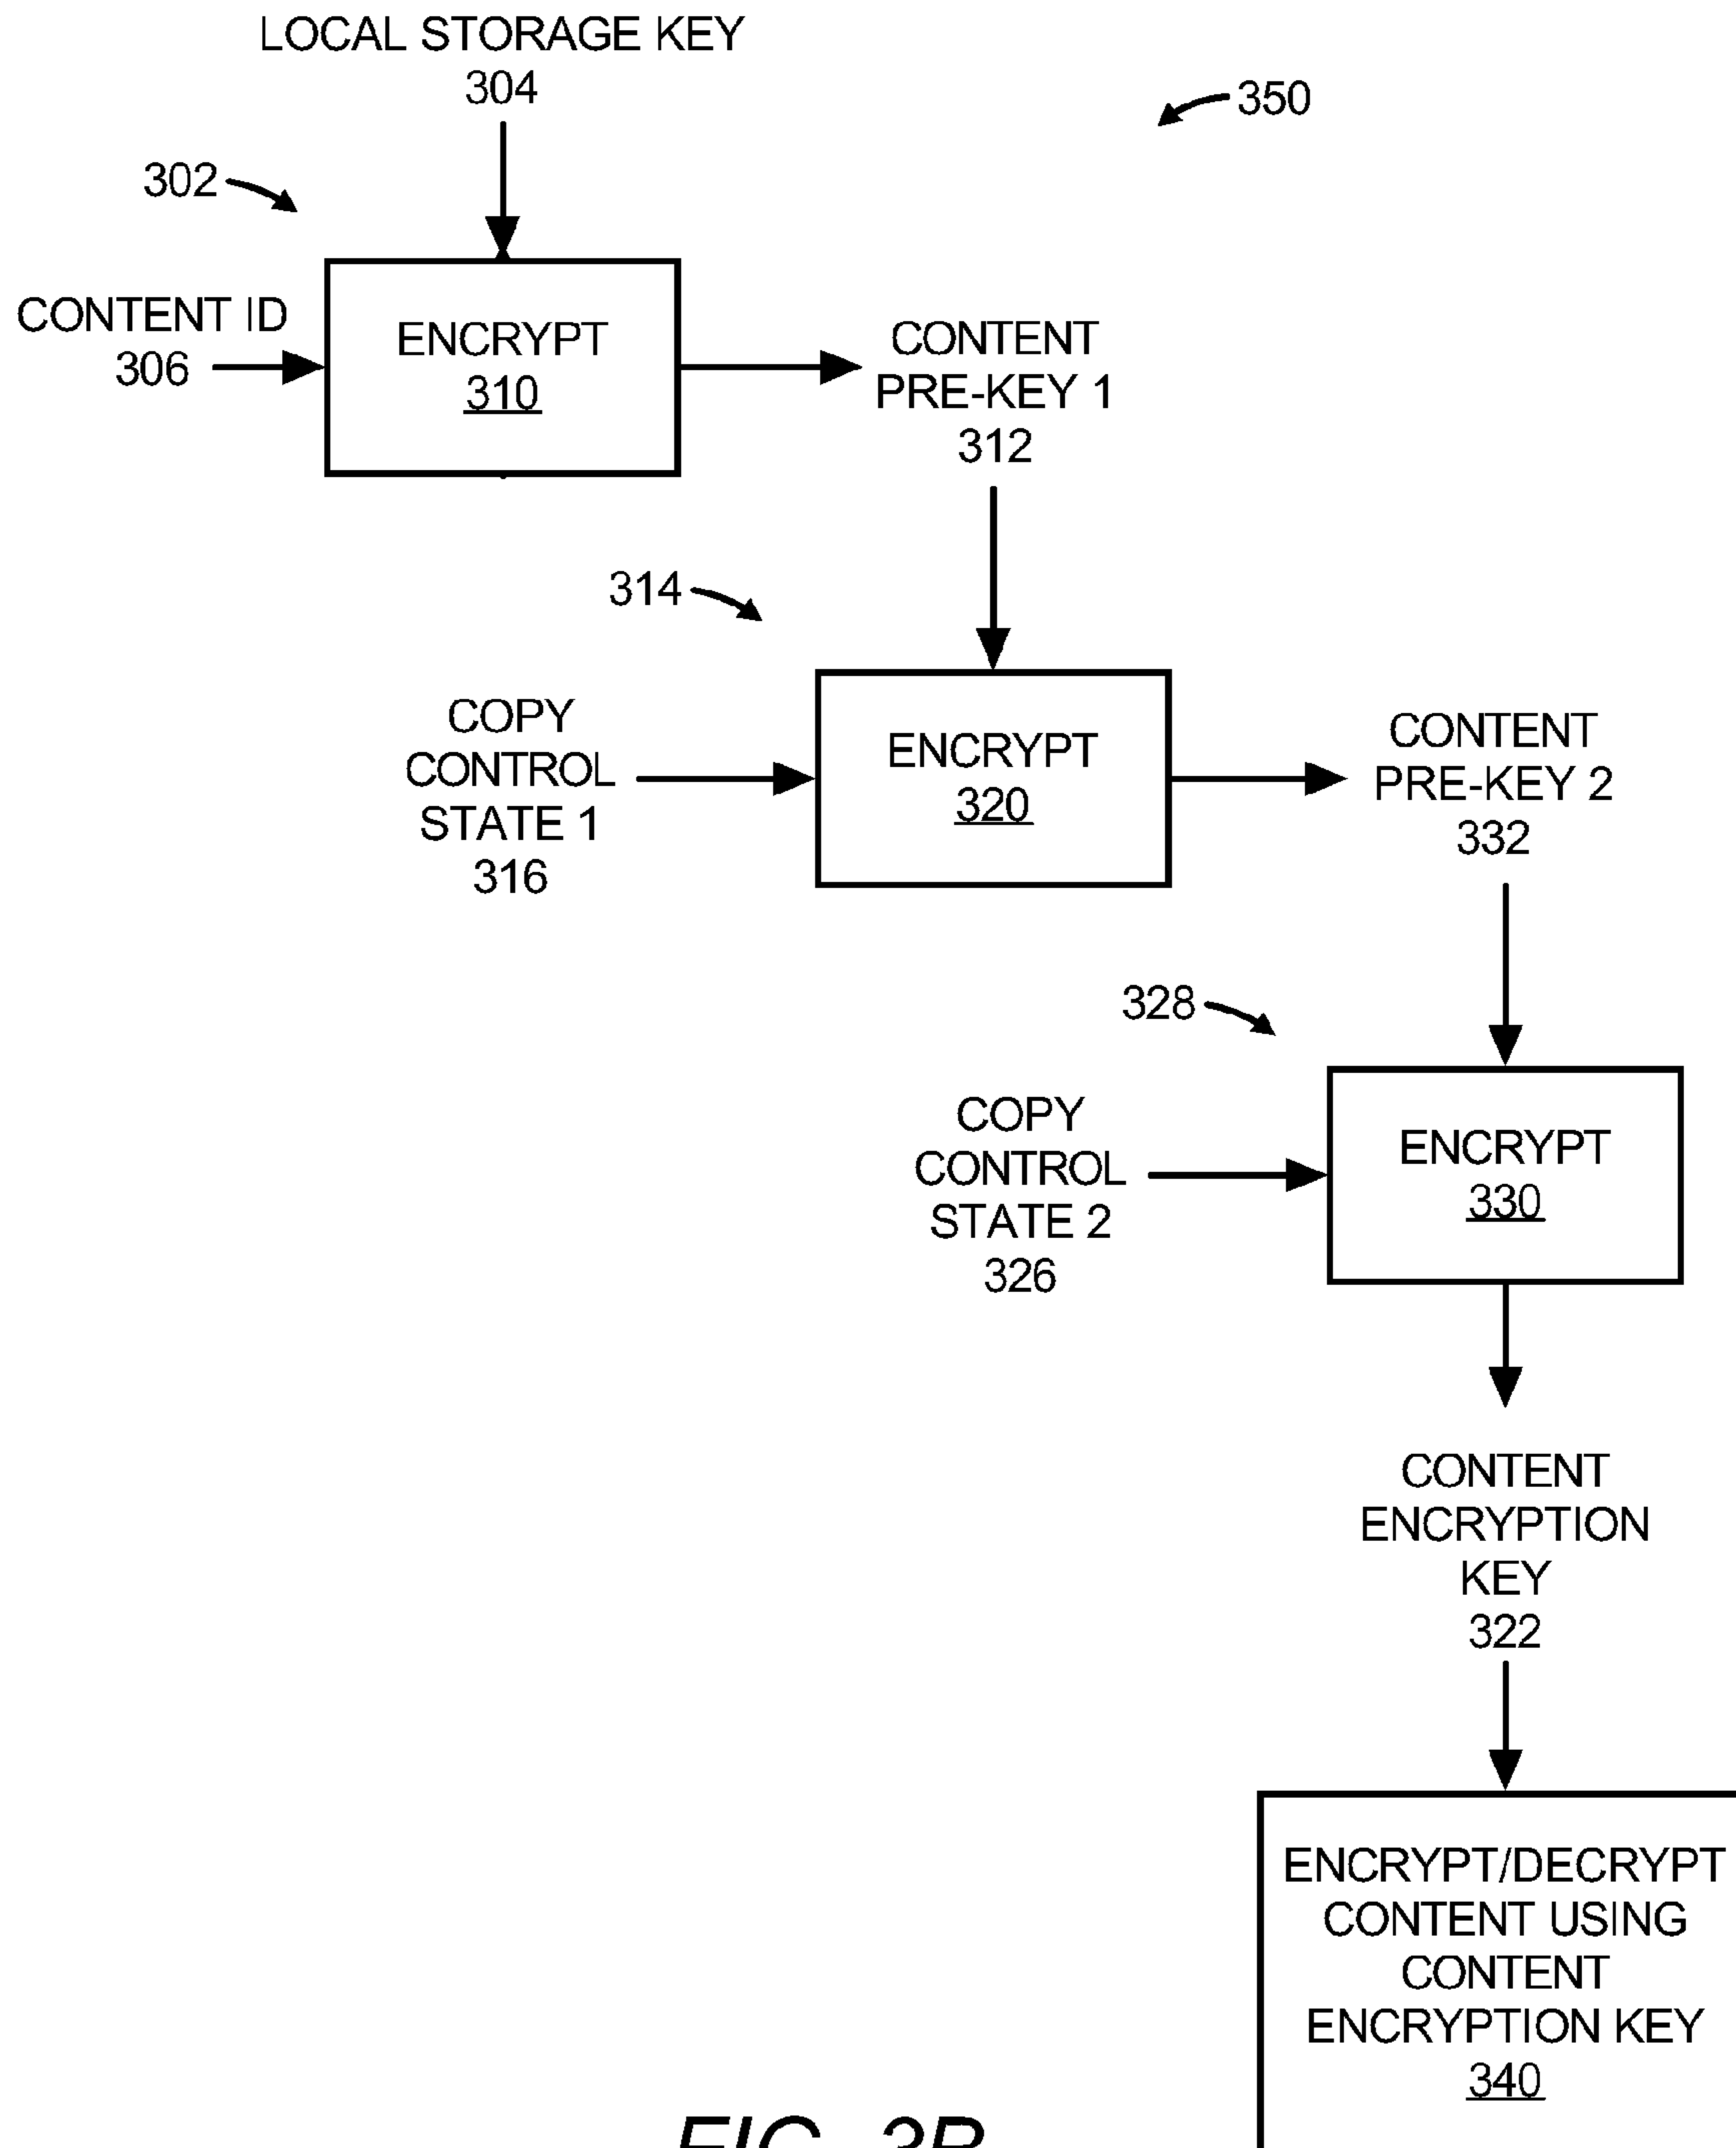 LOCAL STORAGE KEY
304
350
302
CONTENT ID
306
ENCRYPT
310
CONTENT
PRE-KEY 1
312
314
COPY
CONTROL
STATE 1
316
ENCRYPT
320
CONTENT
PRE-KEY 2
332
328
COPY
CONTROL
STATE 2
326
ENCRYPT
330
CONTENT
ENCRYPTION
KEY
322
ENCRYPT/DECRYPT
CONTENT USING
CONTENT
ENCRYPTION KEY
340
FIG. 3B